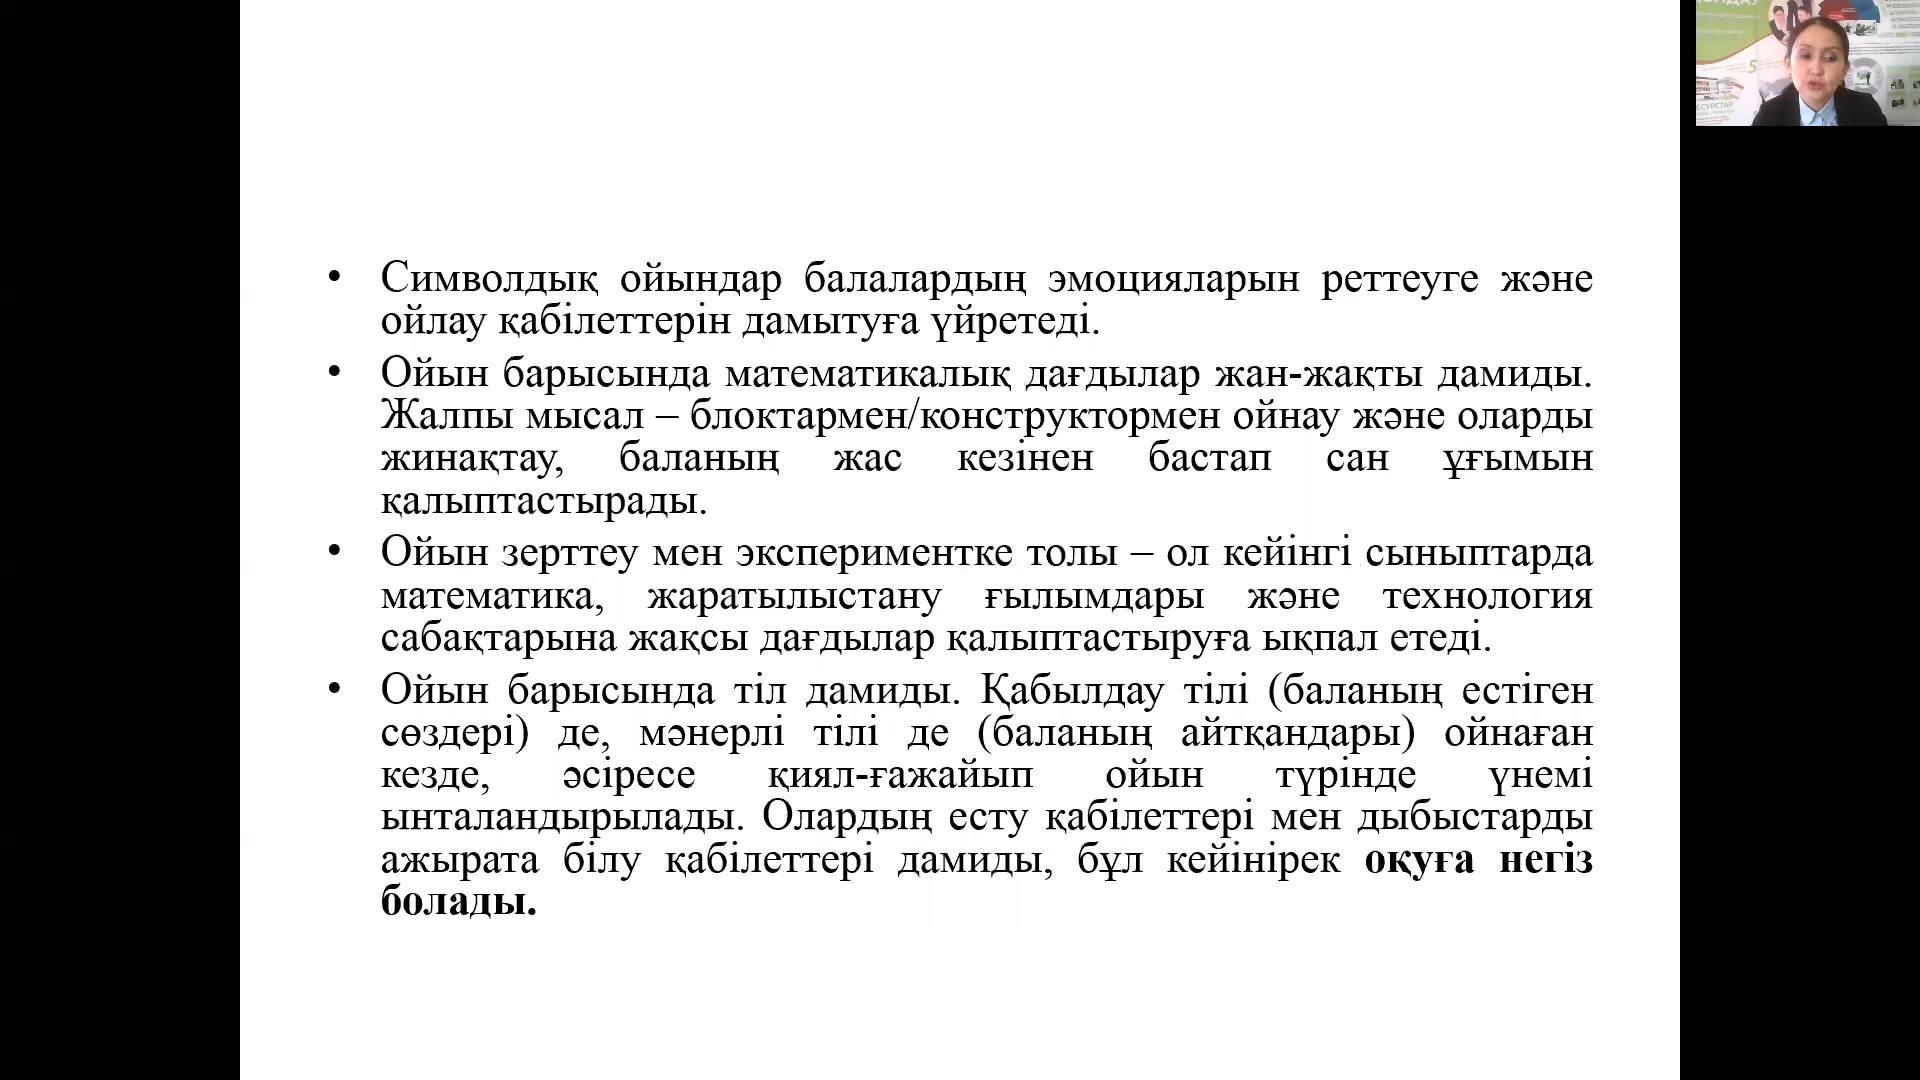 • Символдық ойындар балалардың эмоцияларын реттеуге және
ойлау қабілеттерін дамытуға үйретеді.
• Ойын барысында математикалық дағдылар жан-жақты дамиды.
Жалпы мысал – блоктармен/конструктормен ойнау және оларды
жинақтау, баланың жас кезінен бастап сан ұғымын
қалыптастырады.
• Ойын зерттеу мен экспериментке толы – ол кейінгі сыныптарда
математика, жаратылыстану ғылымдары және технология
сабақтарына жақсы дағдылар қалыптастыруға ықпал етеді.
• Ойын барысында тіл дамиды. Қабылдау тілі (баланың естіген
сөздері) де, мәнерлі тілі де (баланың айтқандары) ойнаған
кезде, әсіресе қиял-ғажайып ойын түрінде үнемі
ынталандырылады. Олардың есту қабілеттері мен дыбыстарды
ажырата білу қабілеттері дамиды, бұл кейінірек оқуға негіз
болады.
5